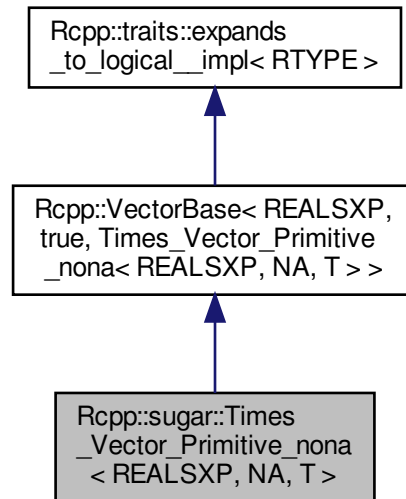 Rcpp::traits::expands
_to_logical__impl< RTYPE >
Rcpp::VectorBase< REALSXP,
true, Times_Vector_Primitive
_nona< REALSXP, NA, T > >
Rcpp::sugar::Times
_Vector_Primitive_nona
< REALSXP, NA, T >